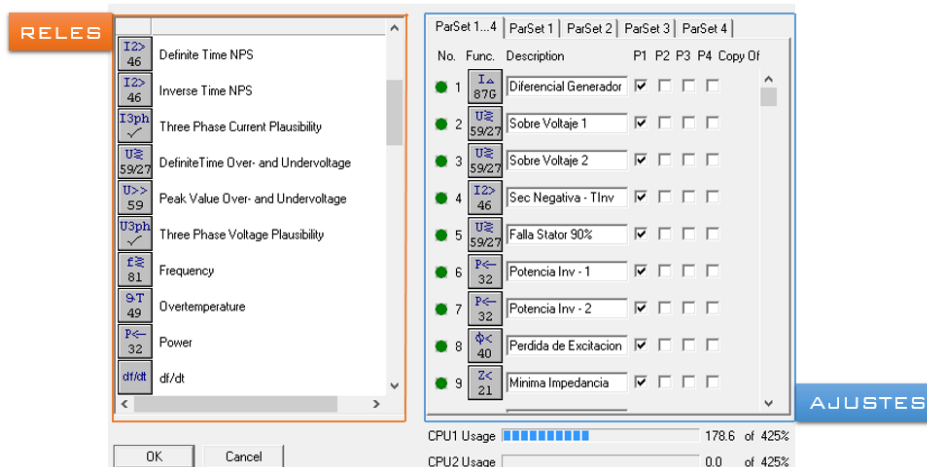 RELES
I2>
46
Definite Time NPS
I2>
46
Inverse Time NPS
I3ph
Three Phase Current Plausibility
U≷
59/27
DefiniteTime Over- and Undervoltage
U>>
59
Peak Value Over- and Undervoltage
U3ph
Three Phase Voltage Plausibility
f≷
81
Frequency
ϑT
49
Overtemperature
P←
32
Power
df/dt
df/dt
OK Cancel
ParSet 1...4 ParSet 1 ParSet 2 ParSet 3 ParSet 4
No. Func. Description P1 P2 P3 P4 Copy Of
1 I△ 87G Diferencial Generador
2 U≷ 59/27 Sobre Voltaje 1
3 U≷ 59/27 Sobre Voltaje 2
4 I2> 46 Sec Negativa - TInv
5 U≷ 59/27 Falla Stator 90%
6 P← 32 Potencia Inv - 1
7 P← 32 Potencia Inv - 2
8 ϕ< 40 Perdida de Excitacion
9 Z< 21 Minima Impedancia
AJUSTES
CPU1 Usage 178.6 of 425%
CPU2 Usage 0.0 of 425%